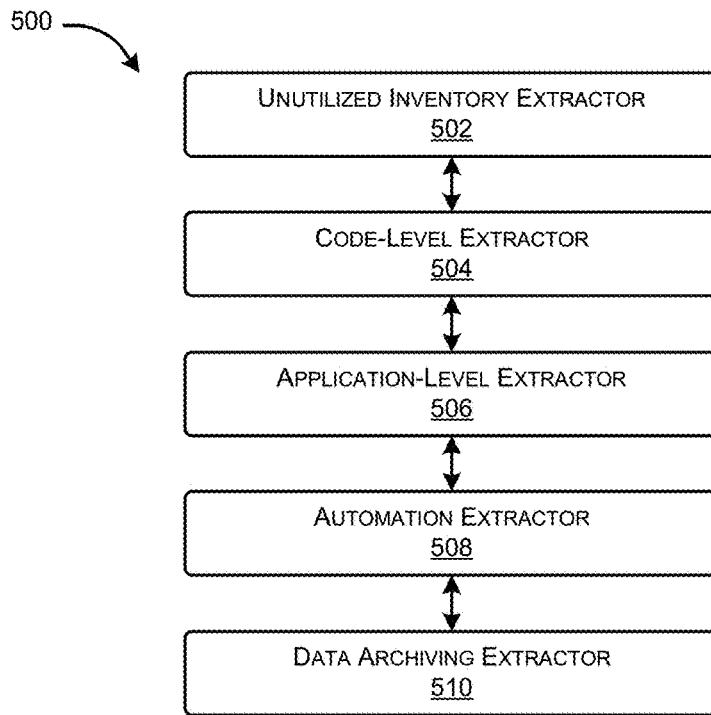 500
UNUTILIZED INVENTORY EXTRACTOR
502
CODE-LEVEL EXTRACTOR
504
APPLICATION-LEVEL EXTRACTOR
506
AUTOMATION EXTRACTOR
508
DATA ARCHIVING EXTRACTOR
510